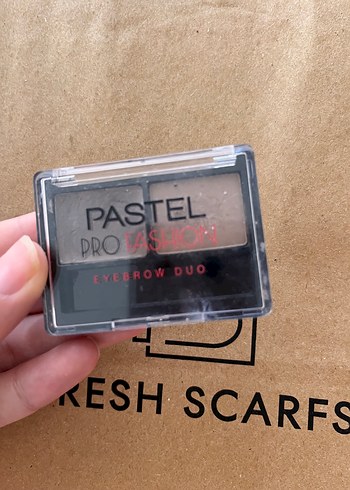 PASTEL
PRO FASHION
EYEBROW DUO
RESH SCARFS